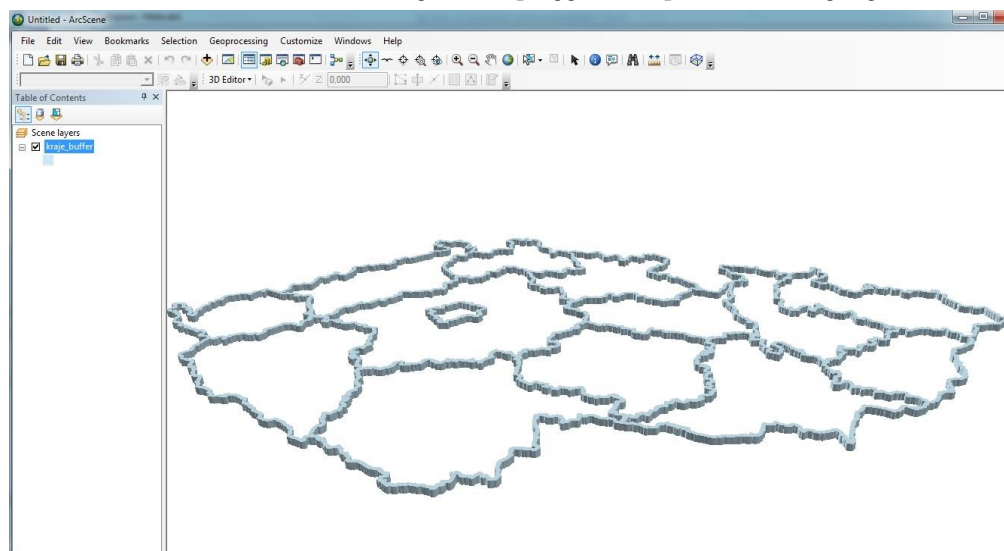 Untitled - ArcScene
File Edit View Bookmarks Selection Geoprocessing Customize Windows Help
3D Editor 0,000
Table of Contents
Scene layers
kraje_buffer